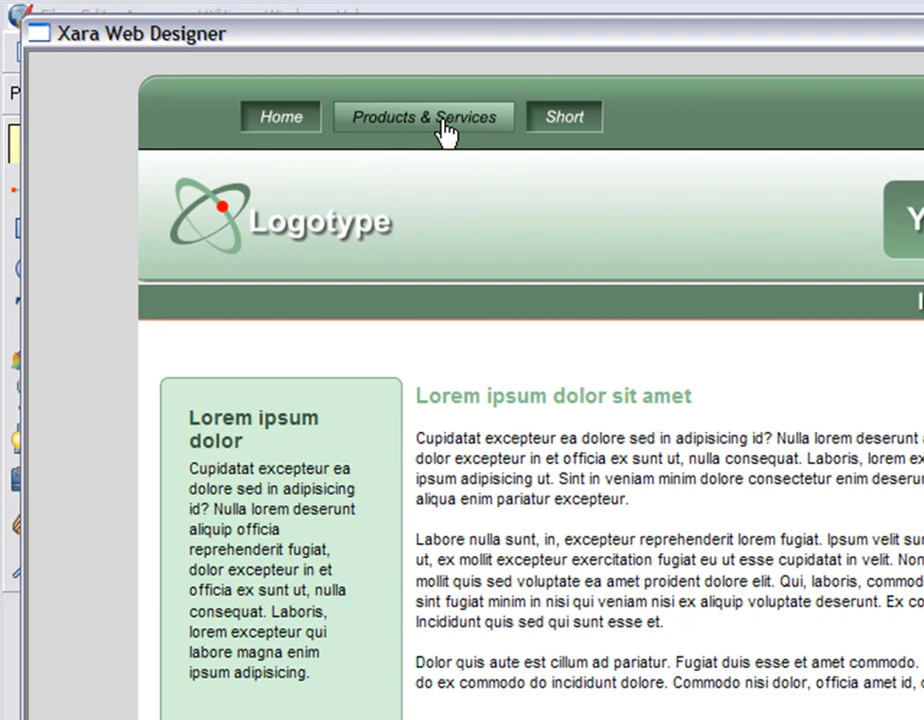 Xara Web Designer
P
Home Products & Services Short
Logotype
Y
Lorem ipsum
dolor
Cupidatat excepteur ea
dolore sed in adipisicing
id? Nulla lorem deserunt
aliquip officia
reprehenderit fugiat,
dolor excepteur in et
officia ex sunt ut, nulla
consequat. Laboris,
lorem excepteur qui
labore magna enim
ipsum adipisicing.
Lorem ipsum dolor sit amet
Cupidatat excepteur ea dolore sed in adipisicing id? Nulla lorem deserunt
dolor excepteur in et officia ex sunt ut, nulla consequat. Laboris, lorem ex
ipsum adipisicing ut. Sint in veniam minim dolore consectetur enim deserun
aliqua enim pariatur excepteur.
Labore nulla sunt, in, excepteur reprehenderit lorem fugiat. Ipsum velit su
ut, ex mollit excepteur exercitation fugiat eu ut esse cupidatat in velit. Non
mollit quis sed voluptate ea amet proident dolore elit. Qui, laboris, commod
sint fugiat minim in nisi qui veniam nisi ex aliquip voluptate deserunt. Ex co
Incididunt quis sed qui sunt esse et.
Dolor quis aute est cillum ad pariatur. Fugiat duis esse et amet commodo.
do ex commodo do incididunt dolore. Commodo nisi dolor, officia amet id,